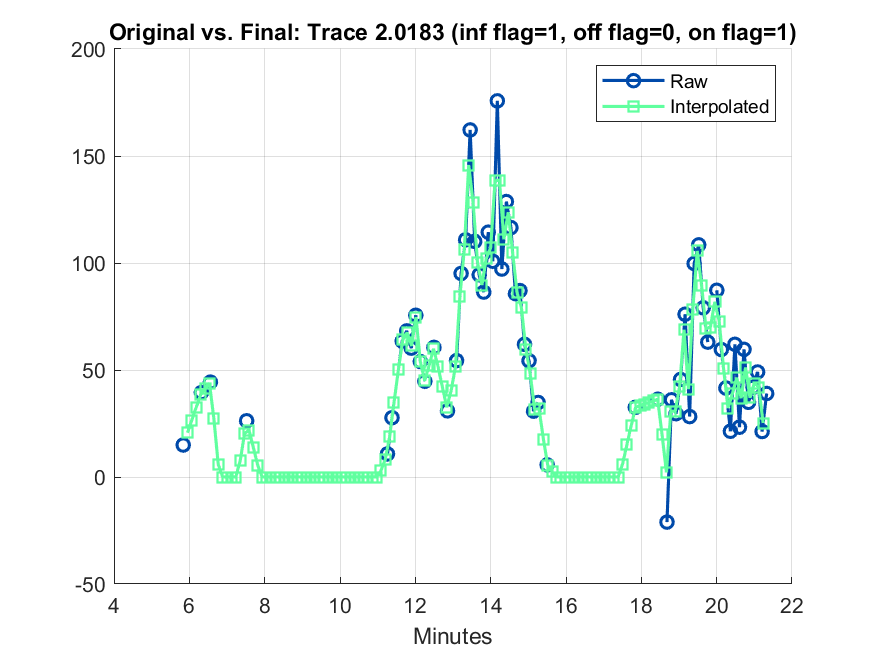 Original vs. Final: Trace 2.0183 (inf flag=1, off flag=0, on flag=1)
200
150
100
50
0
-50
Raw
Interpolated
4 6 8 10 12 14 16 18 20 22
Minutes